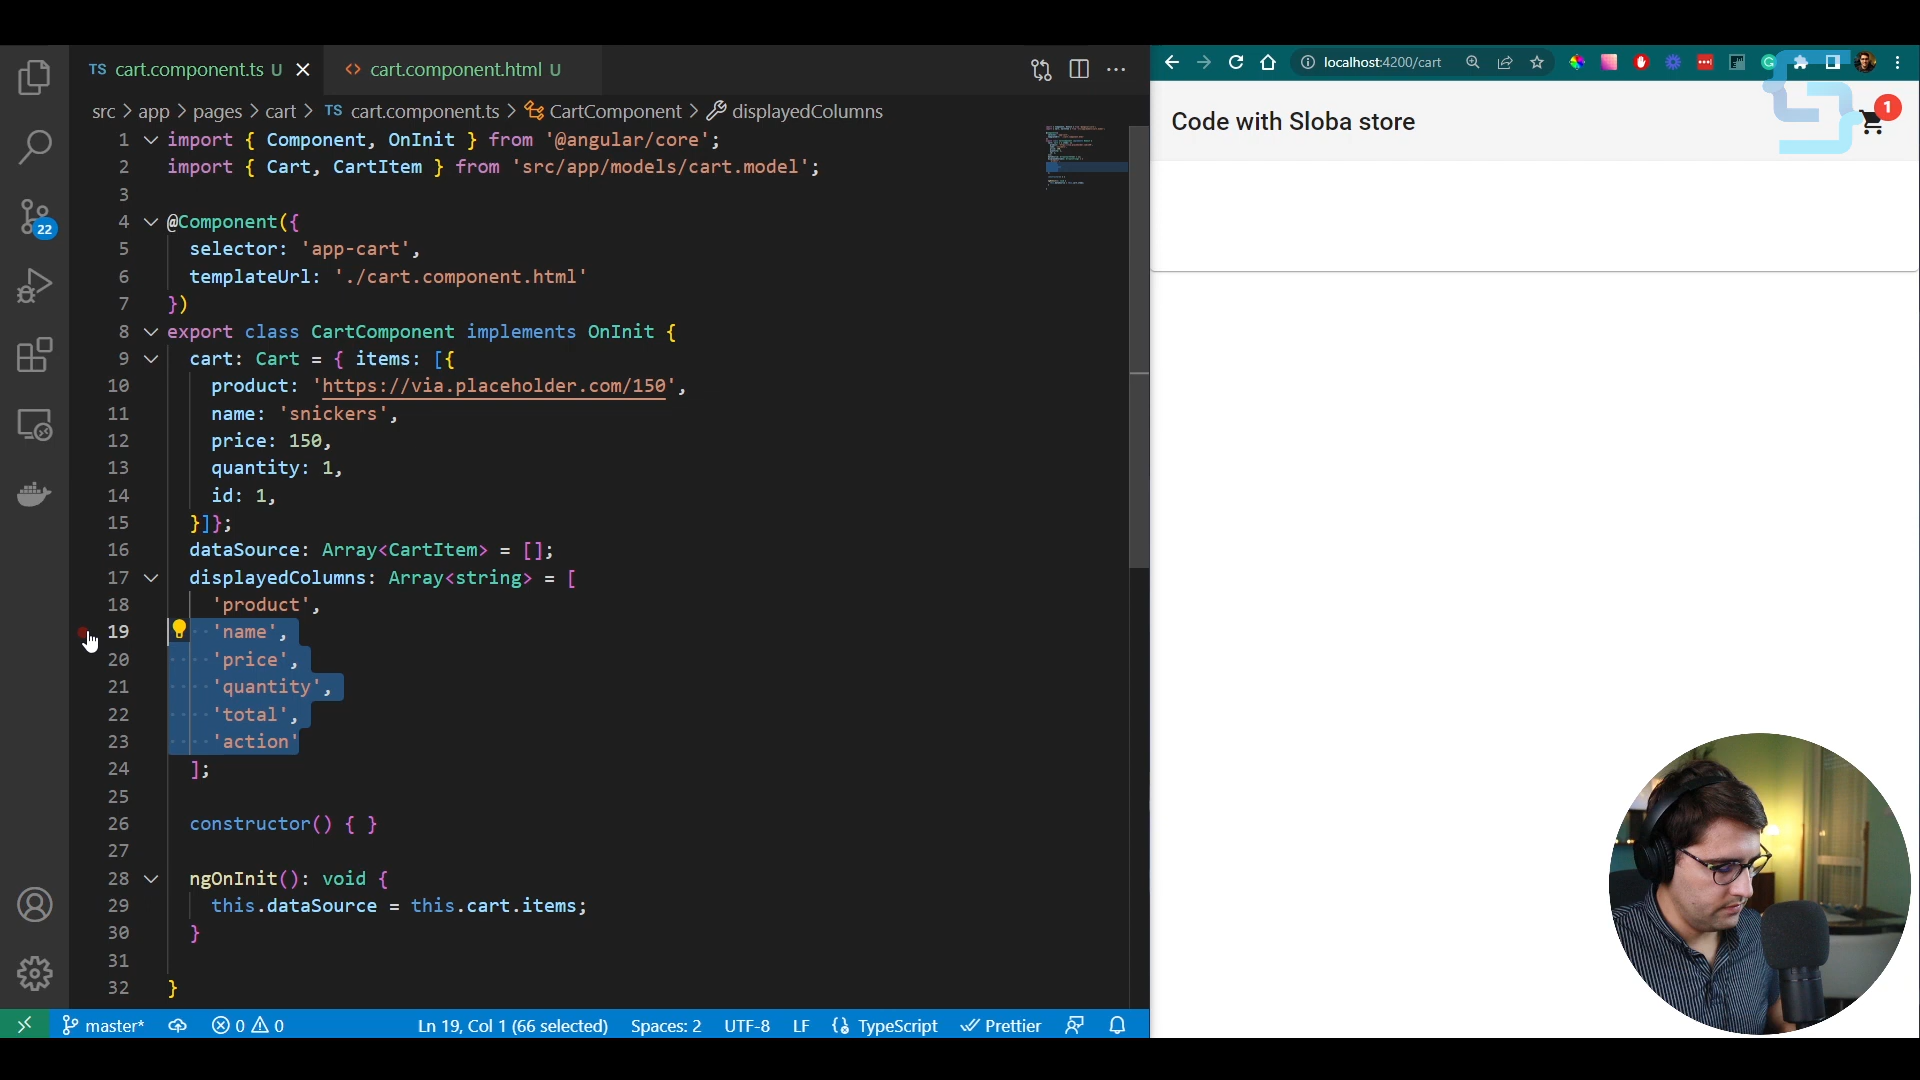 TS cart.component.ts U
<> cart.component.html U
localhost:4200/cart
src > app > pages > cart > TS cart.component.ts > CartComponent > displayedColumns
Code with Sloba store
1
22
1 import { Component, OnInit } from '@angular/core';
2 import { Cart, CartItem } from 'src/app/models/cart.model';
3
4 @Component({
5 selector: 'app-cart',
6 templateUrl: './cart.component.html'
7 })
8 export class CartComponent implements OnInit {
9 cart: Cart = { items: [{
10 product: 'https://via.placeholder.com/150',
11 name: 'snickers',
12 price: 150,
13 quantity: 1,
14 id: 1,
15 }]};
16 dataSource: Array<CartItem> = [];
17 displayedColumns: Array<string> = [
18 'product',
19 'name',
20 'price',
21 'quantity',
22 'total',
23 'action'
24 ];
25
26 constructor() { }
27
28 ngOnInit(): void {
29 this.dataSource = this.cart.items;
30 }
31
32 }
master* 0 0 Ln 19, Col 1 (66 selected) Spaces: 2 UTF-8 LF TypeScript Prettier